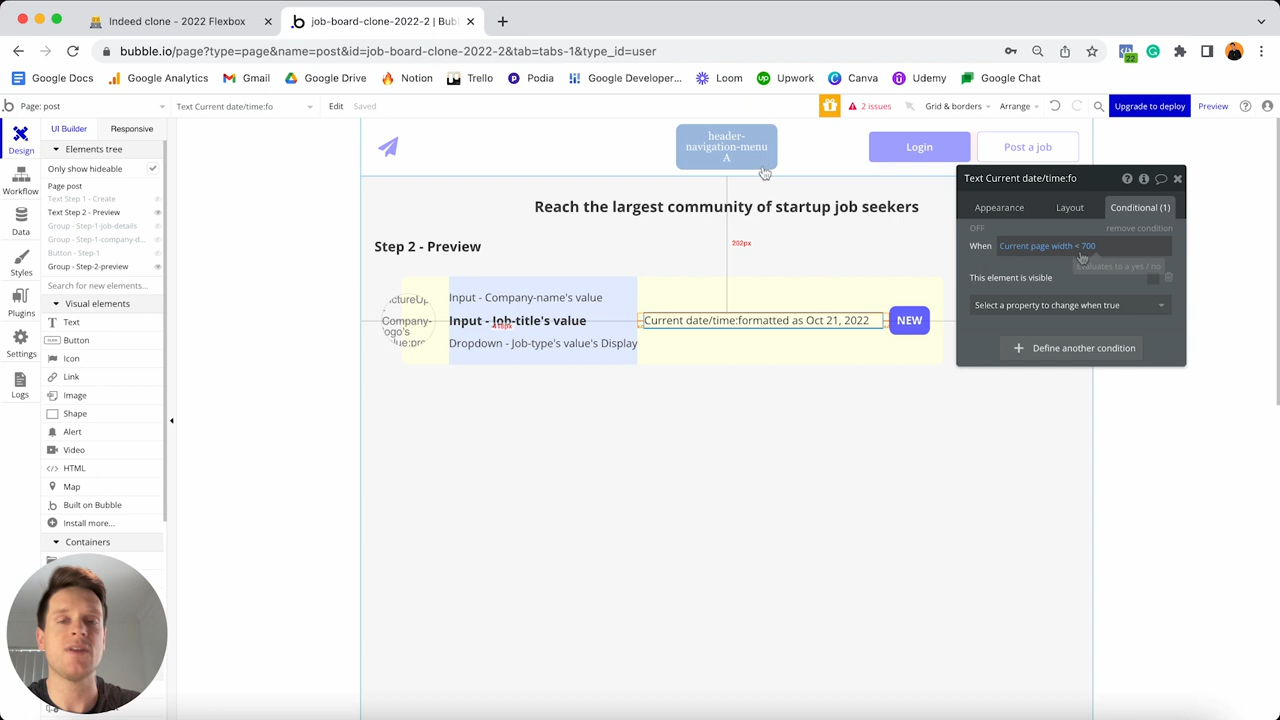 Indeed clone - 2022 Flexbox
job-board-clone-2022-2 | Bubl
bubble.io/page?type=page&name=post&id=job-board-clone-2022-2&tab=tabs-1&type_id=user
22
Google Docs
Google Analytics
Gmail
Google Drive
Notion
Trello
Podia
Google Developer...
Loom
Upwork
Canva
Udemy
Google Chat
Page: post
Text Current date/time:fo
Edit
Saved
2 issues
Grid & borders
Arrange
Upgrade to deploy
Preview
Design
Workflow
Data
Styles
Plugins
Settings
Logs
UI Builder
Responsive
Elements tree
Only show hideable
Page post
Text Step 1 - Create
Text Step 2 - Preview
Group - Step-1-job-details
Group - Step-1-company-d...
Button - Step-1
Group - Step-2-preview
Search for new elements...
Visual elements
Text
Button
Icon
Link
Image
Shape
Alert
Video
HTML
Map
Built on Bubble
Install more...
Containers
header-
navigation-menu
A
Login
Post a job
Reach the largest community of startup job seekers
Step 2 - Preview
202px
ctureUp
Company-
logo's
Input - Company-name's value
Input - Job-title's value
Dropdown - Job-type's value's Display
Current date/time:formatted as Oct 21, 2022
NEW
Text Current date/time:fo
Appearance
Layout
Conditional (1)
OFF
remove condition
When
Current page width < 700
Evaluates to a yes / no
This element is visible
Select a property to change when true
Define another condition